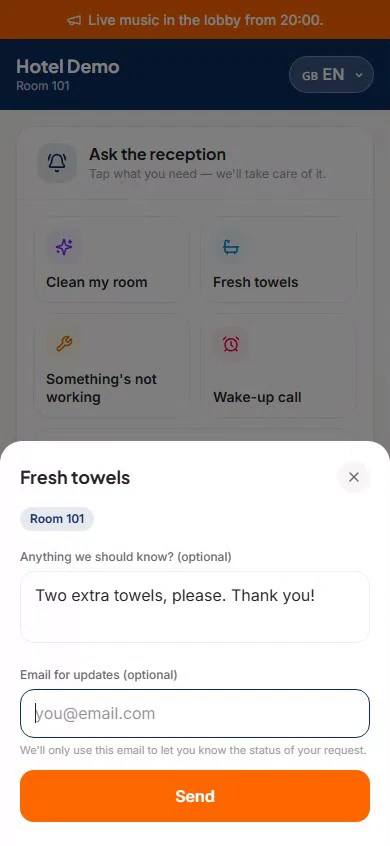 Live music in the lobby from 20:00.
Hotel Demo
Room 101
GB EN
Ask the reception
Tap what you need — we'll take care of it.
Clean my room
Fresh towels
Something's not
working
Wake-up call
Fresh towels
Room 101
Anything we should know? (optional)
Two extra towels, please. Thank you!
Email for updates (optional)
you@email.com
We'll only use this email to let you know the status of your request.
Send